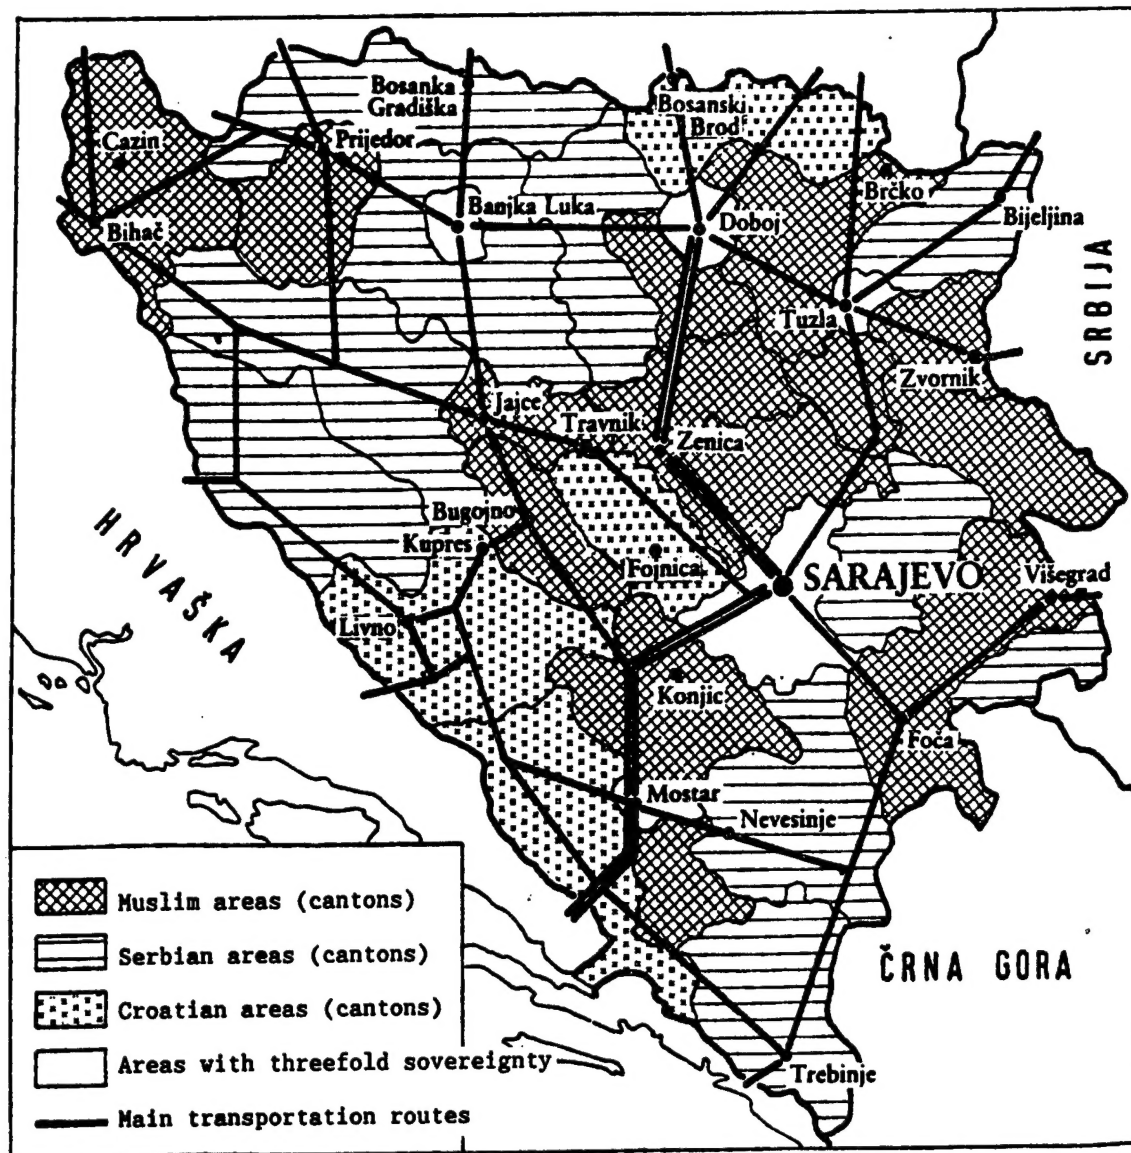 Bosanka
Gradiška
Bosanski
Brod
Cazin
Prijedor
Brčko
Bihač
Banjka Luka
Doboj
Bijeljina
SRBIJA
Tuzla
Zvornik
Jajce
Travnik
Zenica
Bugojno
Kupres
Fojnica
SARAJEVO
Višegrad
HRVAŠKA
Livno
Konjic
Foča
Mostar
Nevesinje
ČRNA GORA
Trebinje
Muslim areas (cantons)
Serbian areas (cantons)
Croatian areas (cantons)
Areas with threefold sovereignty
Main transportation routes